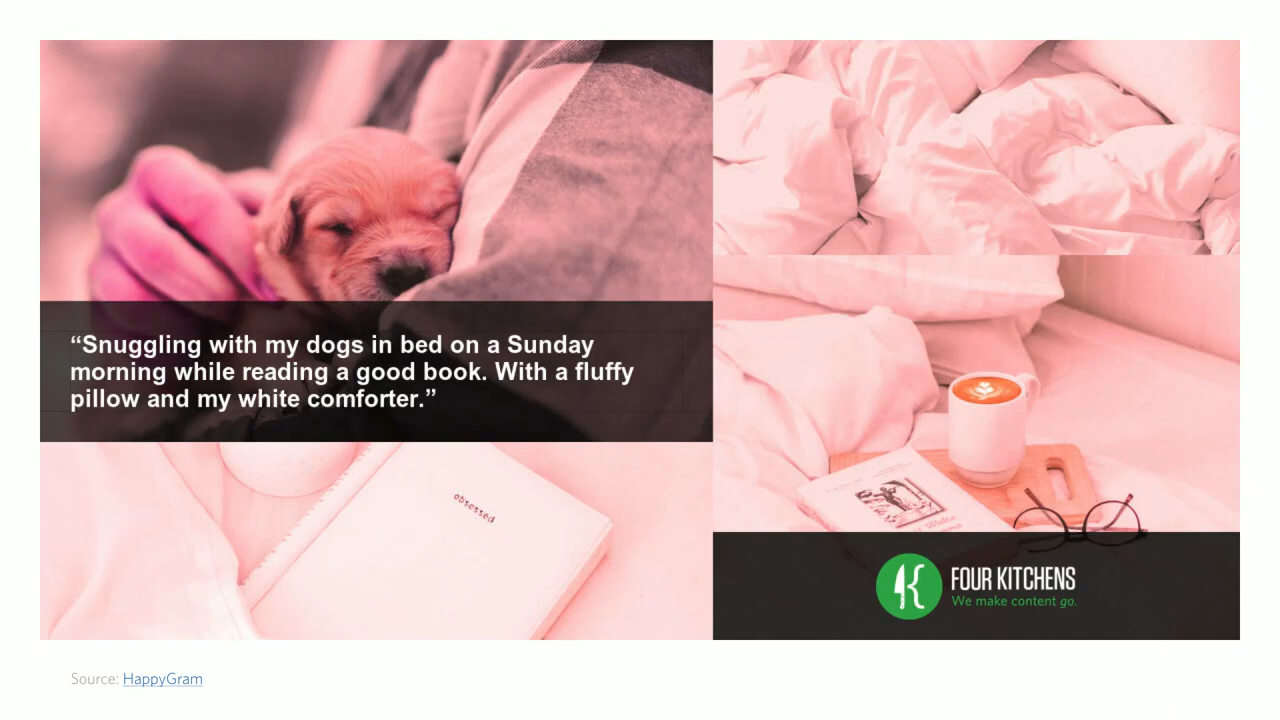 “Snuggling with my dogs in bed on a Sunday
morning while reading a good book. With a fluffy
pillow and my white comforter.”
obsessed
FOUR KITCHENS
We make content go.
Source: HappyGram